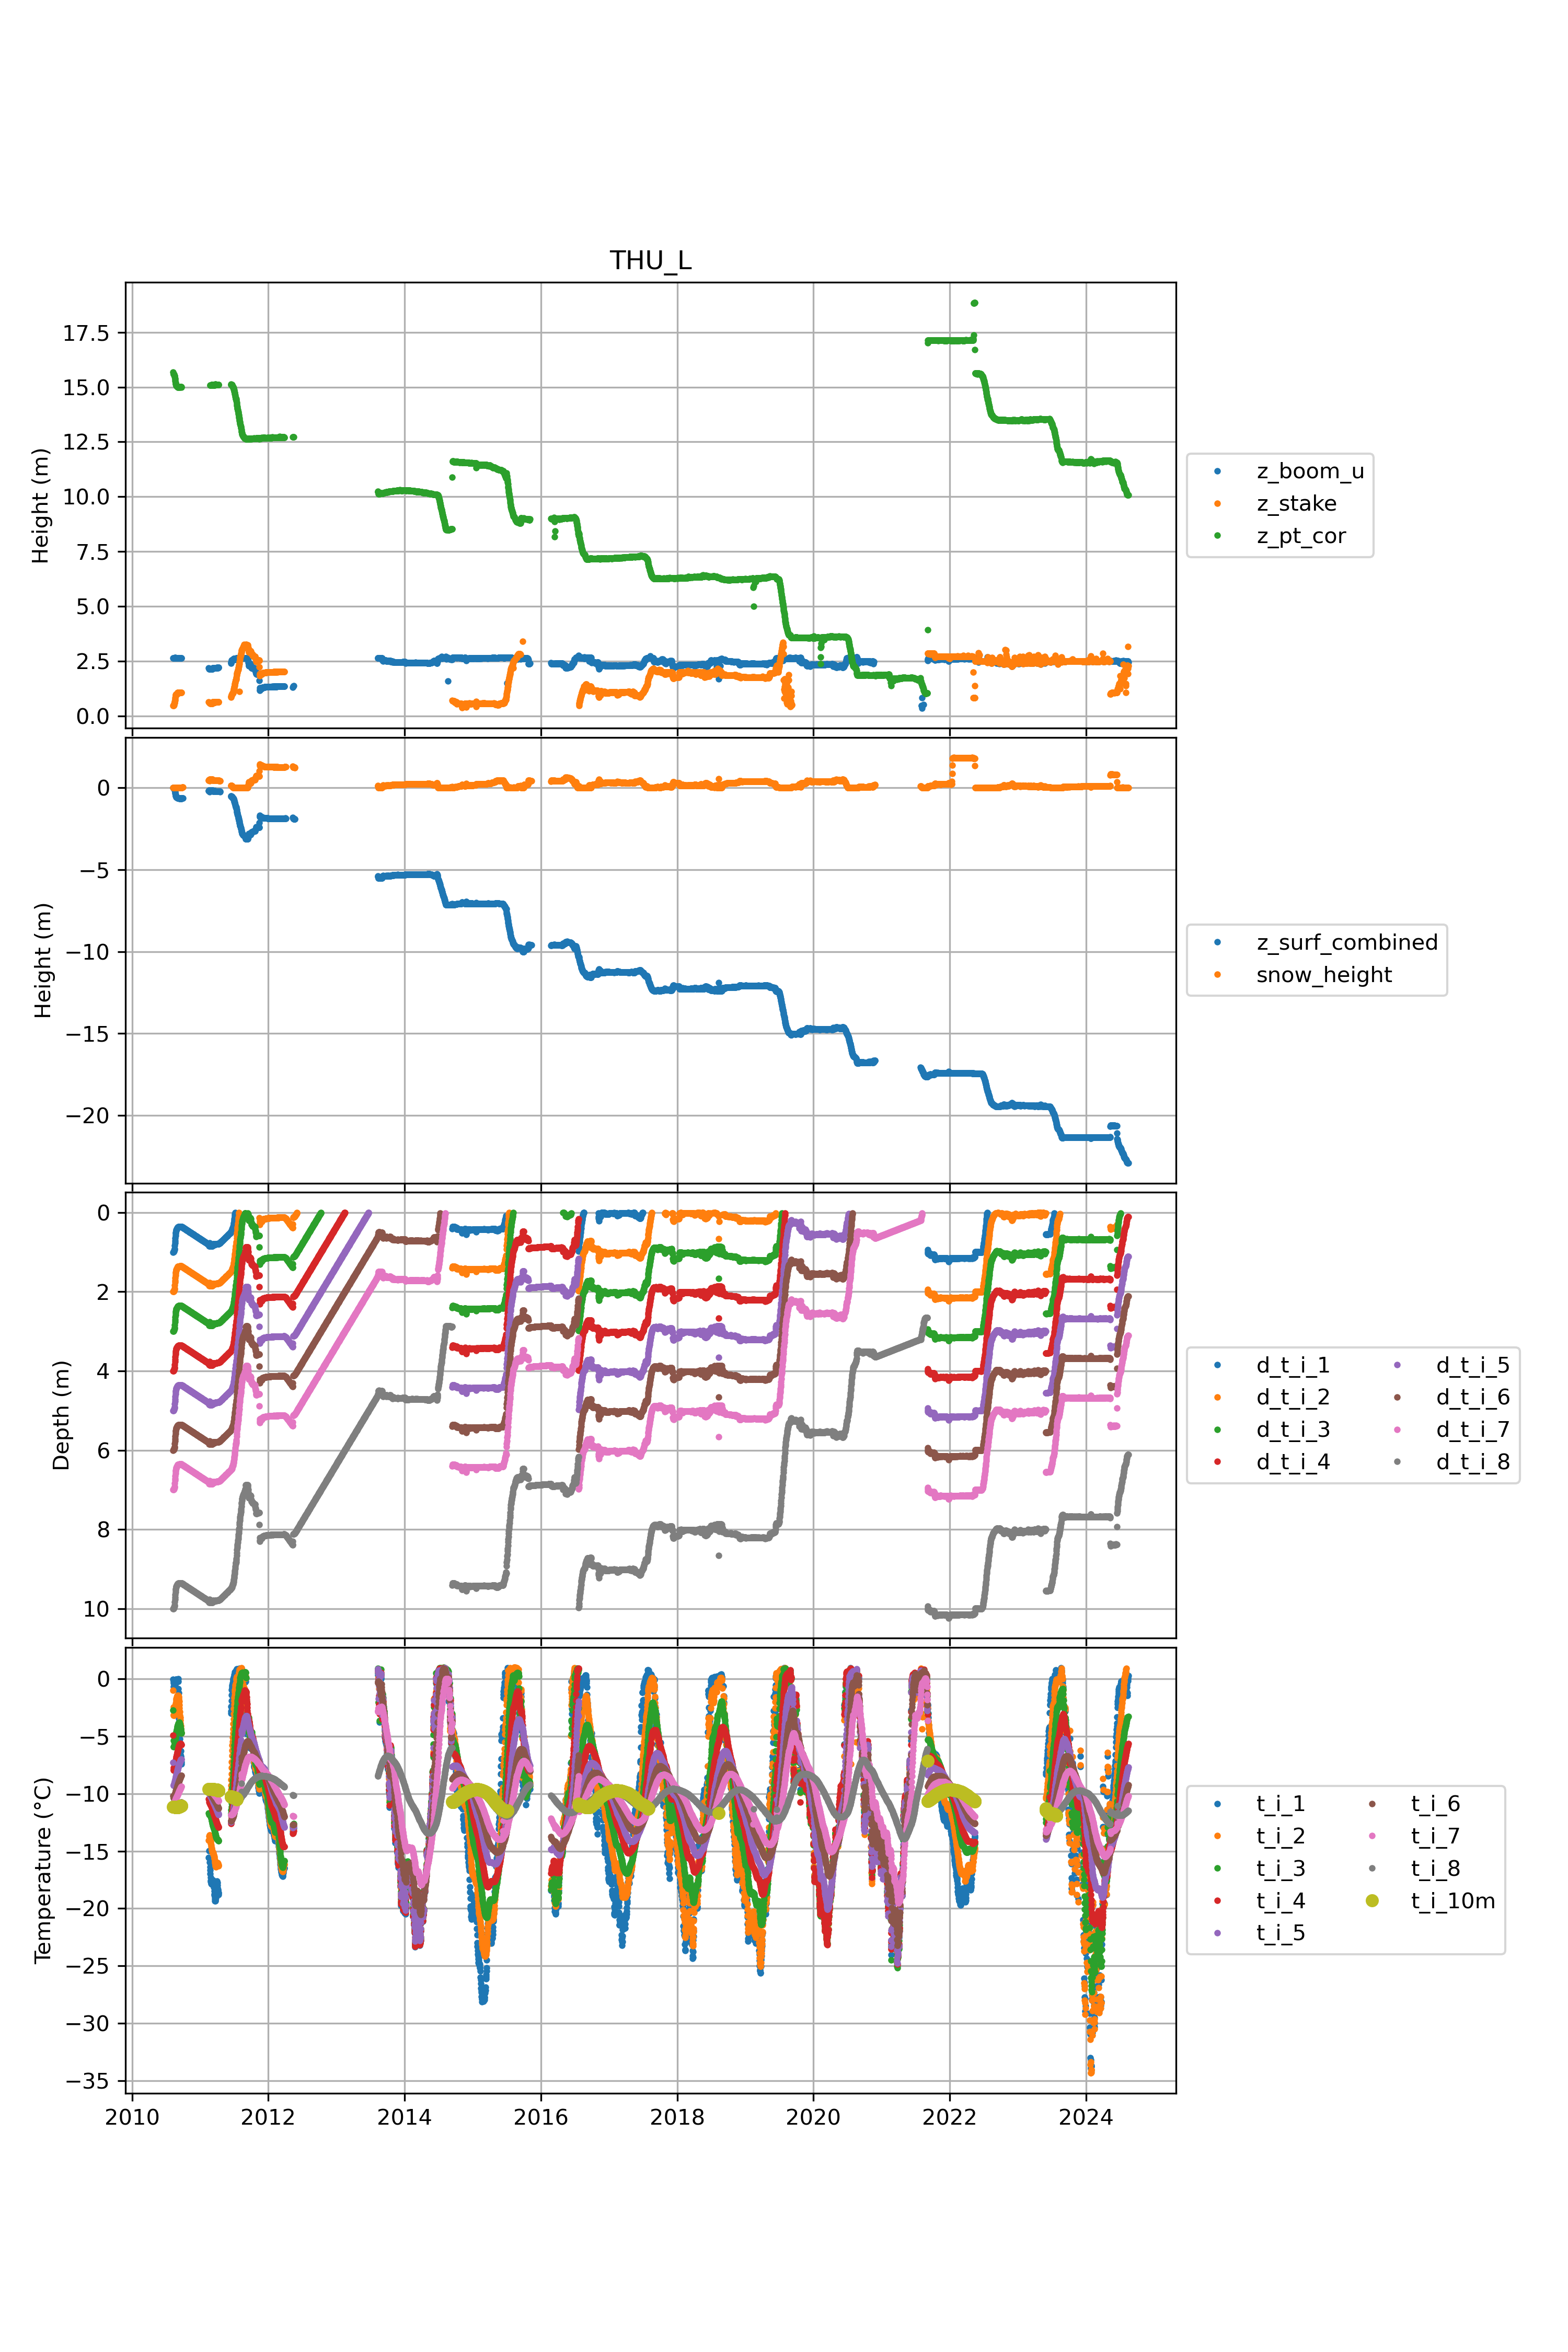 THU_L
Height (m)
17.5
15.0
12.5
10.0
7.5
5.0
2.5
0.0
z_boom_u
z_stake
z_pt_cor
Height (m)
0
−5
−10
−15
−20
z_surf_combined
snow_height
Depth (m)
0
2
4
6
8
10
d_t_i_1 d_t_i_5
d_t_i_2 d_t_i_6
d_t_i_3 d_t_i_7
d_t_i_4 d_t_i_8
Temperature (°C)
0
−5
−10
−15
−20
−25
−30
−35
t_i_1 t_i_6
t_i_2 t_i_7
t_i_3 t_i_8
t_i_4 t_i_10m
t_i_5
2010 2012 2014 2016 2018 2020 2022 2024